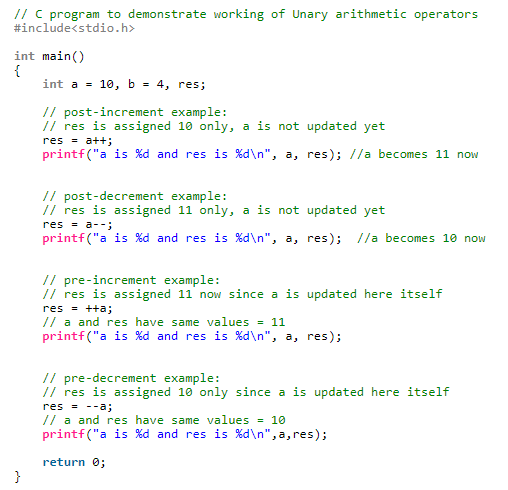 // C program to demonstrate working of Unary arithmetic operators
#include<stdio.h>
int main()
{
    int a = 10, b = 4, res;
    // post-increment example:
    // res is assigned 10 only, a is not updated yet
    res = a++;
    printf("a is %d and res is %d\n", a, res); //a becomes 11 now
    // post-decrement example:
    // res is assigned 11 only, a is not updated yet
    res = a--;
    printf("a is %d and res is %d\n", a, res);  //a becomes 10 now
    // pre-increment example:
    // res is assigned 11 now since a is updated here itself
    res = ++a;
    // a and res have same values = 11
    printf("a is %d and res is %d\n", a, res);
    // pre-decrement example:
    // res is assigned 10 only since a is updated here itself
    res = --a;
    // a and res have same values = 10
    printf("a is %d and res is %d\n",a,res);
    return 0;
}